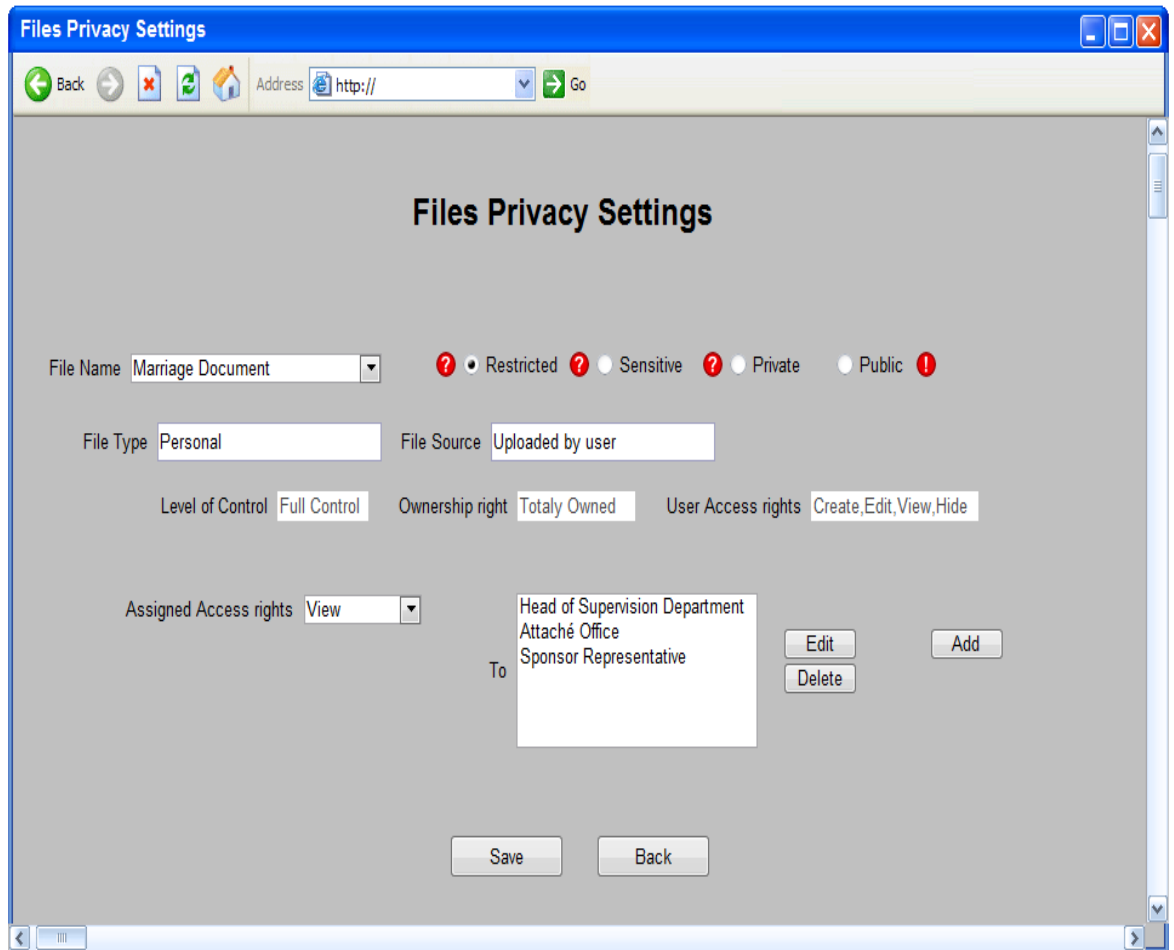 Files Privacy Settings
Back Address http:// Go
Files Privacy Settings
File Name Marriage Document ? Restricted ? Sensitive ? Private Public !
File Type Personal File Source Uploaded by user
Level of Control Full Control Ownership right Totaly Owned User Access rights Create,Edit,View,Hide
Assigned Access rights View
To
Head of Supervision Department
Attaché Office
Sponsor Representative
Edit Add
Delete
Save Back